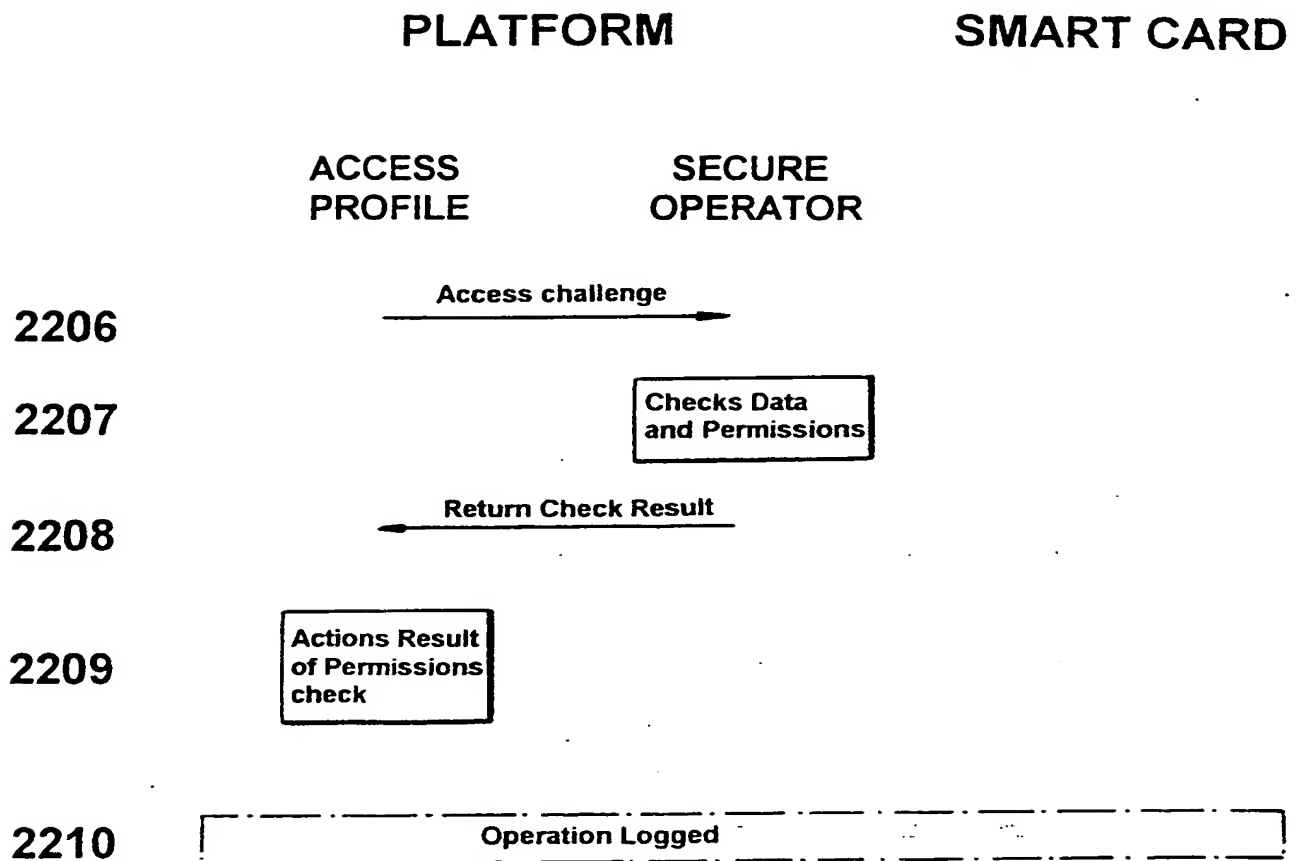 PLATFORM SMART CARD
ACCESS
PROFILE
SECURE
OPERATOR
2206
Access challenge
2207
Checks Data
and Permissions
2208
Return Check Result
2209
Actions Result
of Permissions
check
2210
Operation Logged